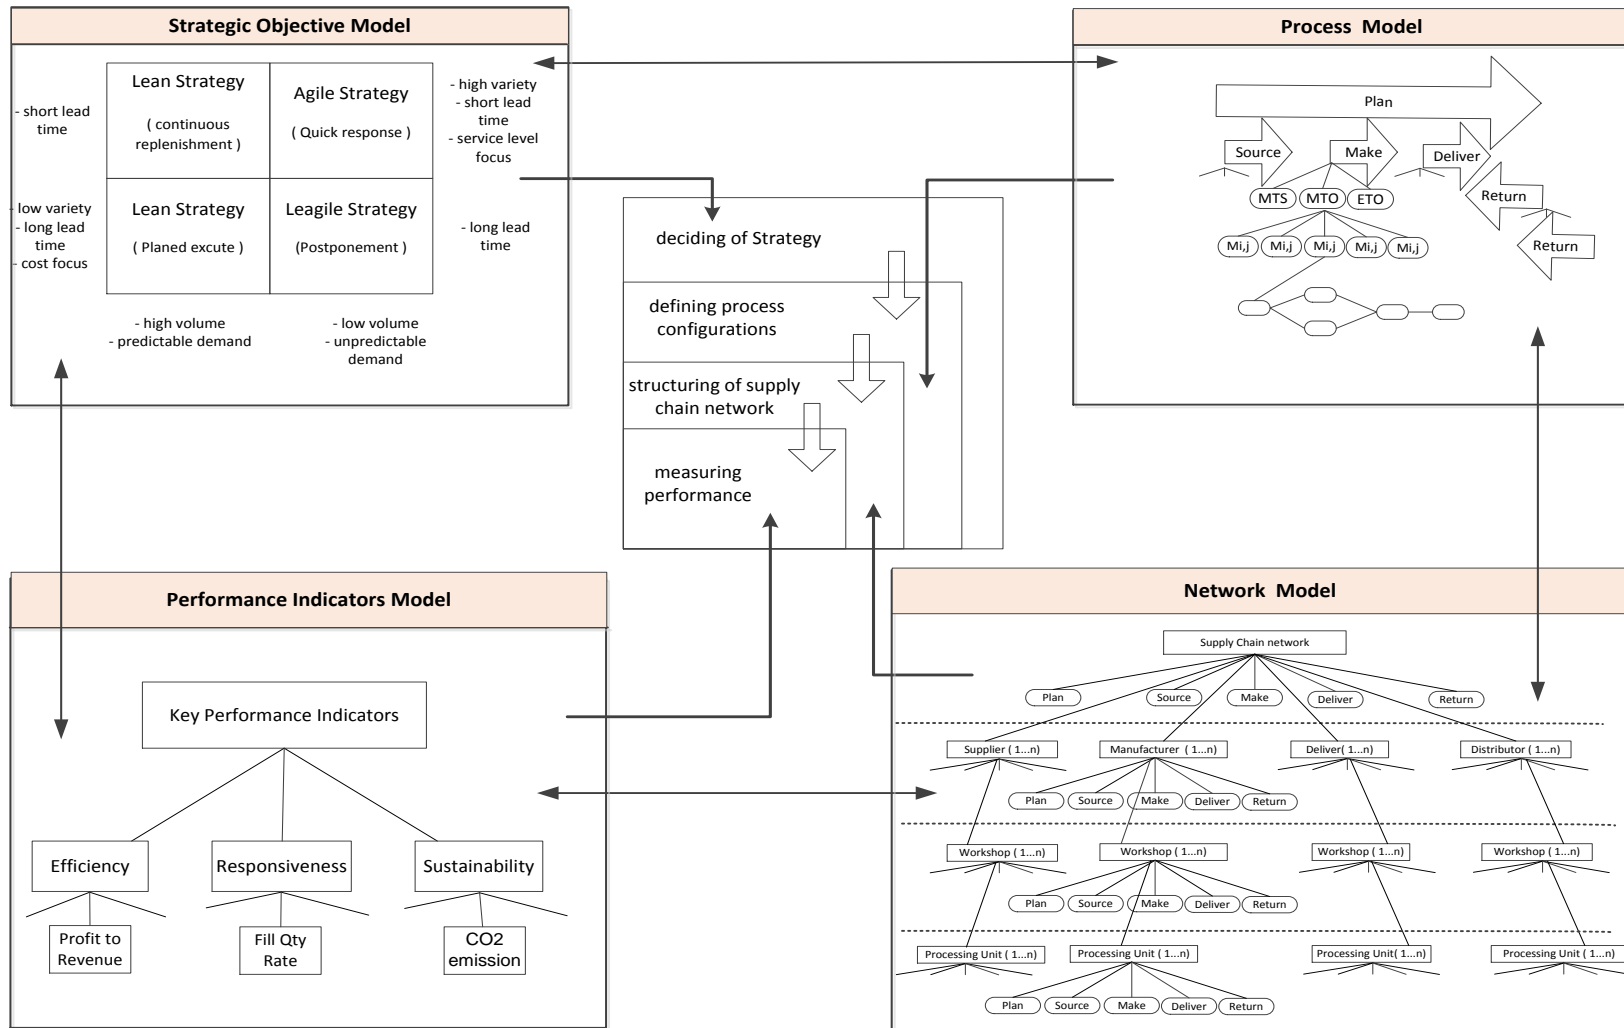 Strategic Objective Model
- short lead
time
Lean Strategy
( continuous
replenishment )
Agile Strategy
( Quick response )
- high variety
- short lead
time
- service level
focus
- low variety
- long lead
time
- cost focus
Lean Strategy
( Planed excute )
Leagile Strategy
(Postponement )
- long lead
time
- high volume
- predictable demand
- low volume
- unpredictable
demand
Process Model
Plan
Source
Make
Deliver
Return
Return
MTS
MTO
ETO
Mi,j
Mi,j
Mi,j
Mi,j
Mi,j
deciding of Strategy
defining process
configurations
structuring of supply
chain network
measuring
performance
Performance Indicators Model
Key Performance Indicators
Efficiency
Responsiveness
Sustainability
Profit to
Revenue
Fill Qty
Rate
CO2
emission
Network Model
Supply Chain network
Plan
Source
Make
Deliver
Return
Supplier ( 1...n)
Manufacturer ( 1...n)
Deliver( 1...n)
Distributor ( 1...n)
Plan
Source
Make
Deliver
Return
Workshop ( 1...n)
Workshop ( 1...n)
Workshop ( 1...n)
Workshop ( 1...n)
Plan
Source
Make
Deliver
Return
Processing Unit ( 1...n)
Processing Unit ( 1...n)
Processing Unit( 1...n)
Processing Unit ( 1...n)
Plan
Source
Make
Deliver
Return